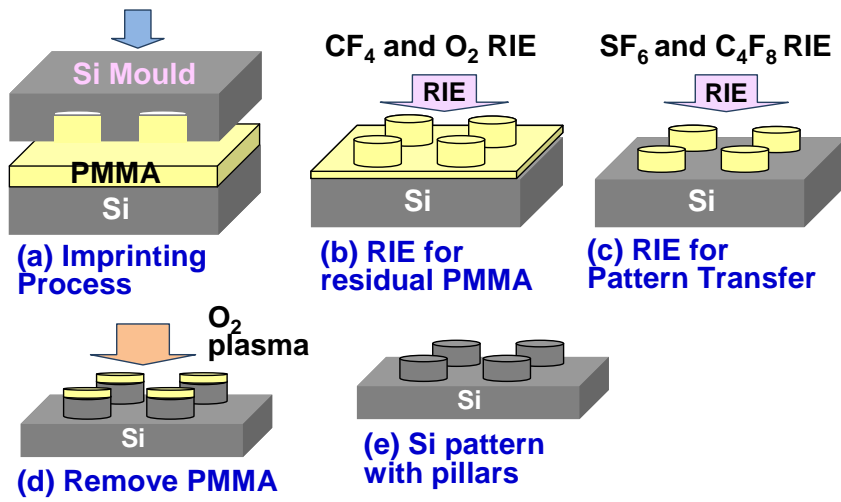 Si Mould
PMMA
Si
(a) Imprinting
Process
CF₄ and O₂ RIE
RIE
Si
(b) RIE for
residual PMMA
SF₆ and C₄F₈ RIE
RIE
Si
(c) RIE for
Pattern Transfer
O₂
plasma
Si
(d) Remove PMMA
Si
(e) Si pattern
with pillars